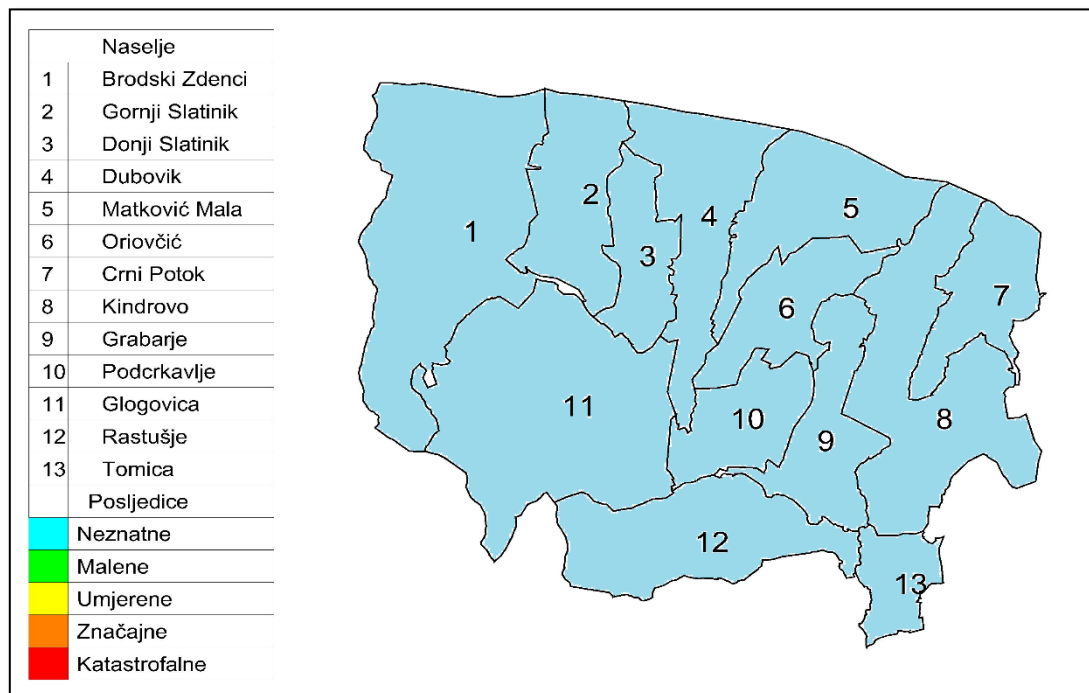 Naselje
1 Brodski Zdenci
2 Gornji Slatinik
3 Donji Slatinik
4 Dubovik
5 Matković Mala
6 Oriovčić
7 Crni Potok
8 Kindrovo
9 Grabarje
10 Podcrkavlje
11 Glogovica
12 Rastušje
13 Tomica
Posljedice
Neznatne
Malene
Umjerene
Značajne
Katastrofalne
1
2
3
4
5
6
7
8
9
10
11
12
13